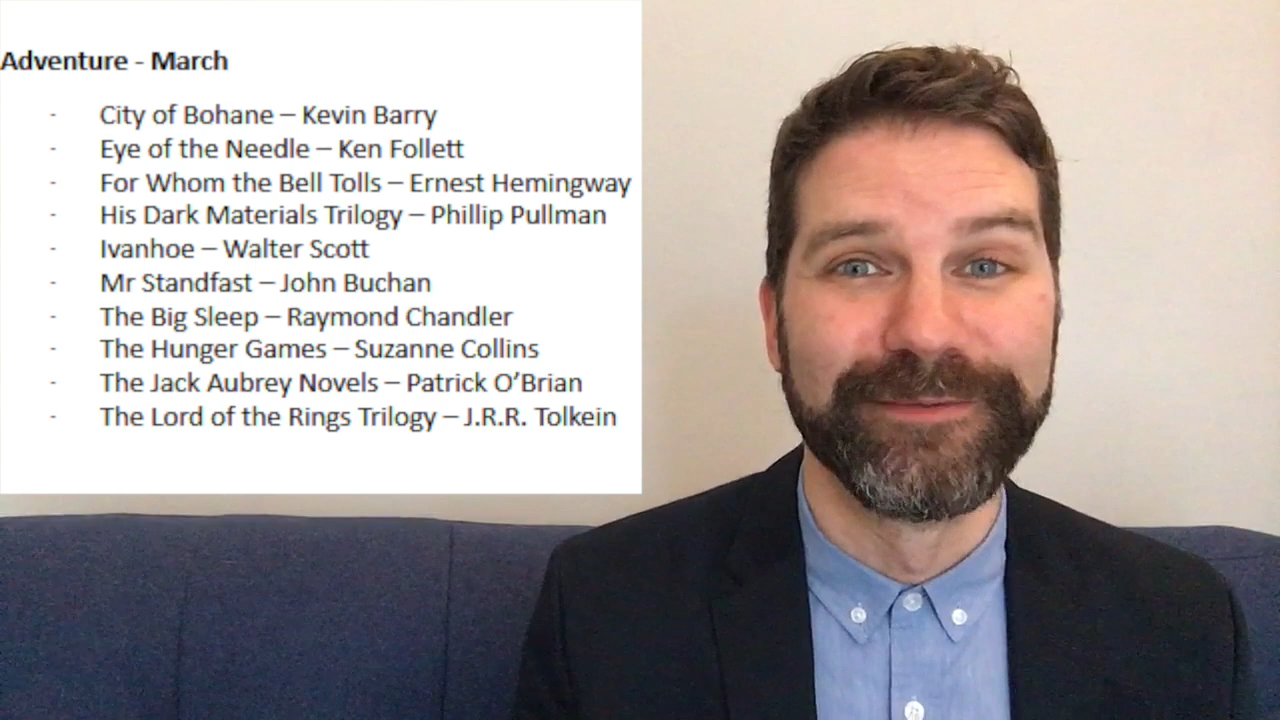 Adventure - March
- City of Bohane – Kevin Barry
- Eye of the Needle – Ken Follett
- For Whom the Bell Tolls – Ernest Hemingway
- His Dark Materials Trilogy – Phillip Pullman
- Ivanhoe – Walter Scott
- Mr Standfast – John Buchan
- The Big Sleep – Raymond Chandler
- The Hunger Games – Suzanne Collins
- The Jack Aubrey Novels – Patrick O’Brian
- The Lord of the Rings Trilogy – J.R.R. Tolkein